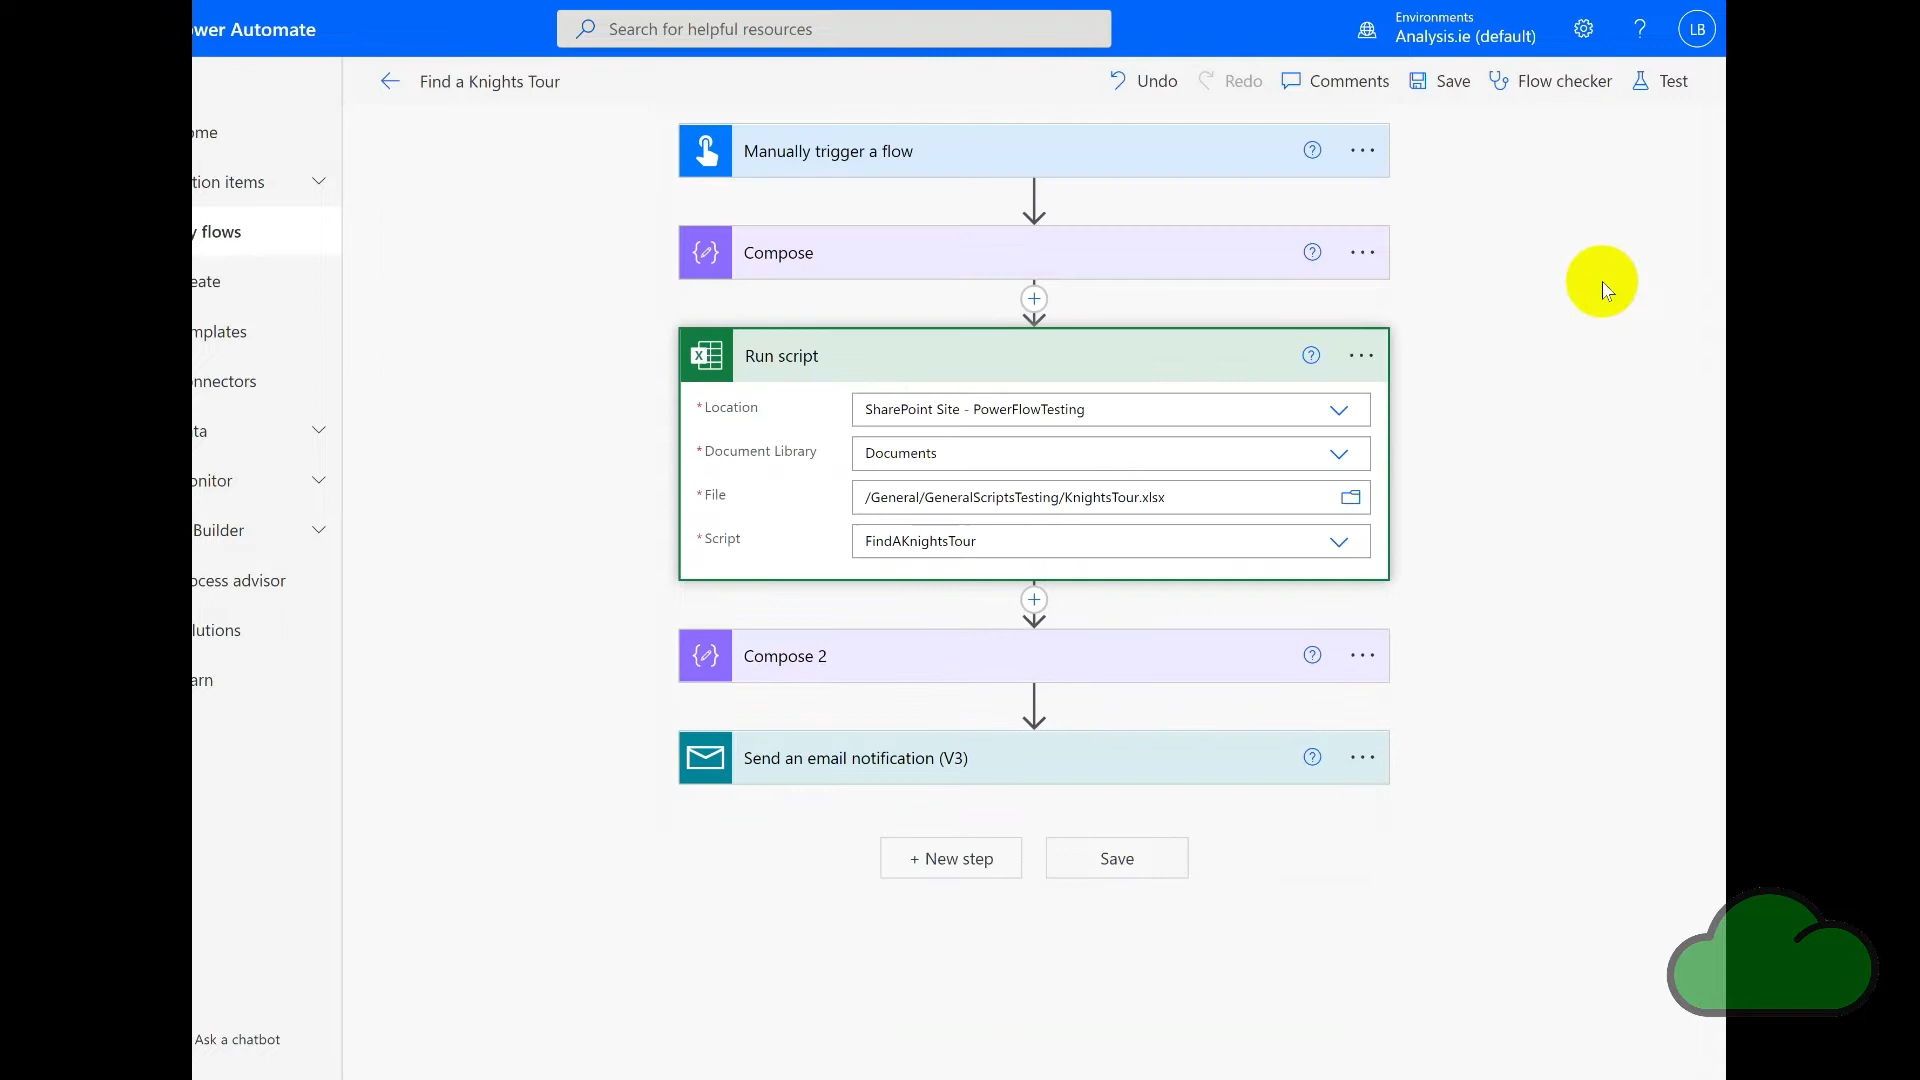 wer Automate
Search for helpful resources
Environments
Analysis.ie (default)
?
LB
Find a Knights Tour
Undo
Redo
Comments
Save
Flow checker
Test
ome
tion items
y flows
eate
mplates
nnectors
ta
onitor
Builder
ocess advisor
lutions
arn
Ask a chatbot
Manually trigger a flow
Compose
Run script
* Location
SharePoint Site - PowerFlowTesting
* Document Library
Documents
* File
/General/GeneralScriptsTesting/KnightsTour.xlsx
* Script
FindAKnightsTour
Compose 2
Send an email notification (V3)
+ New step
Save